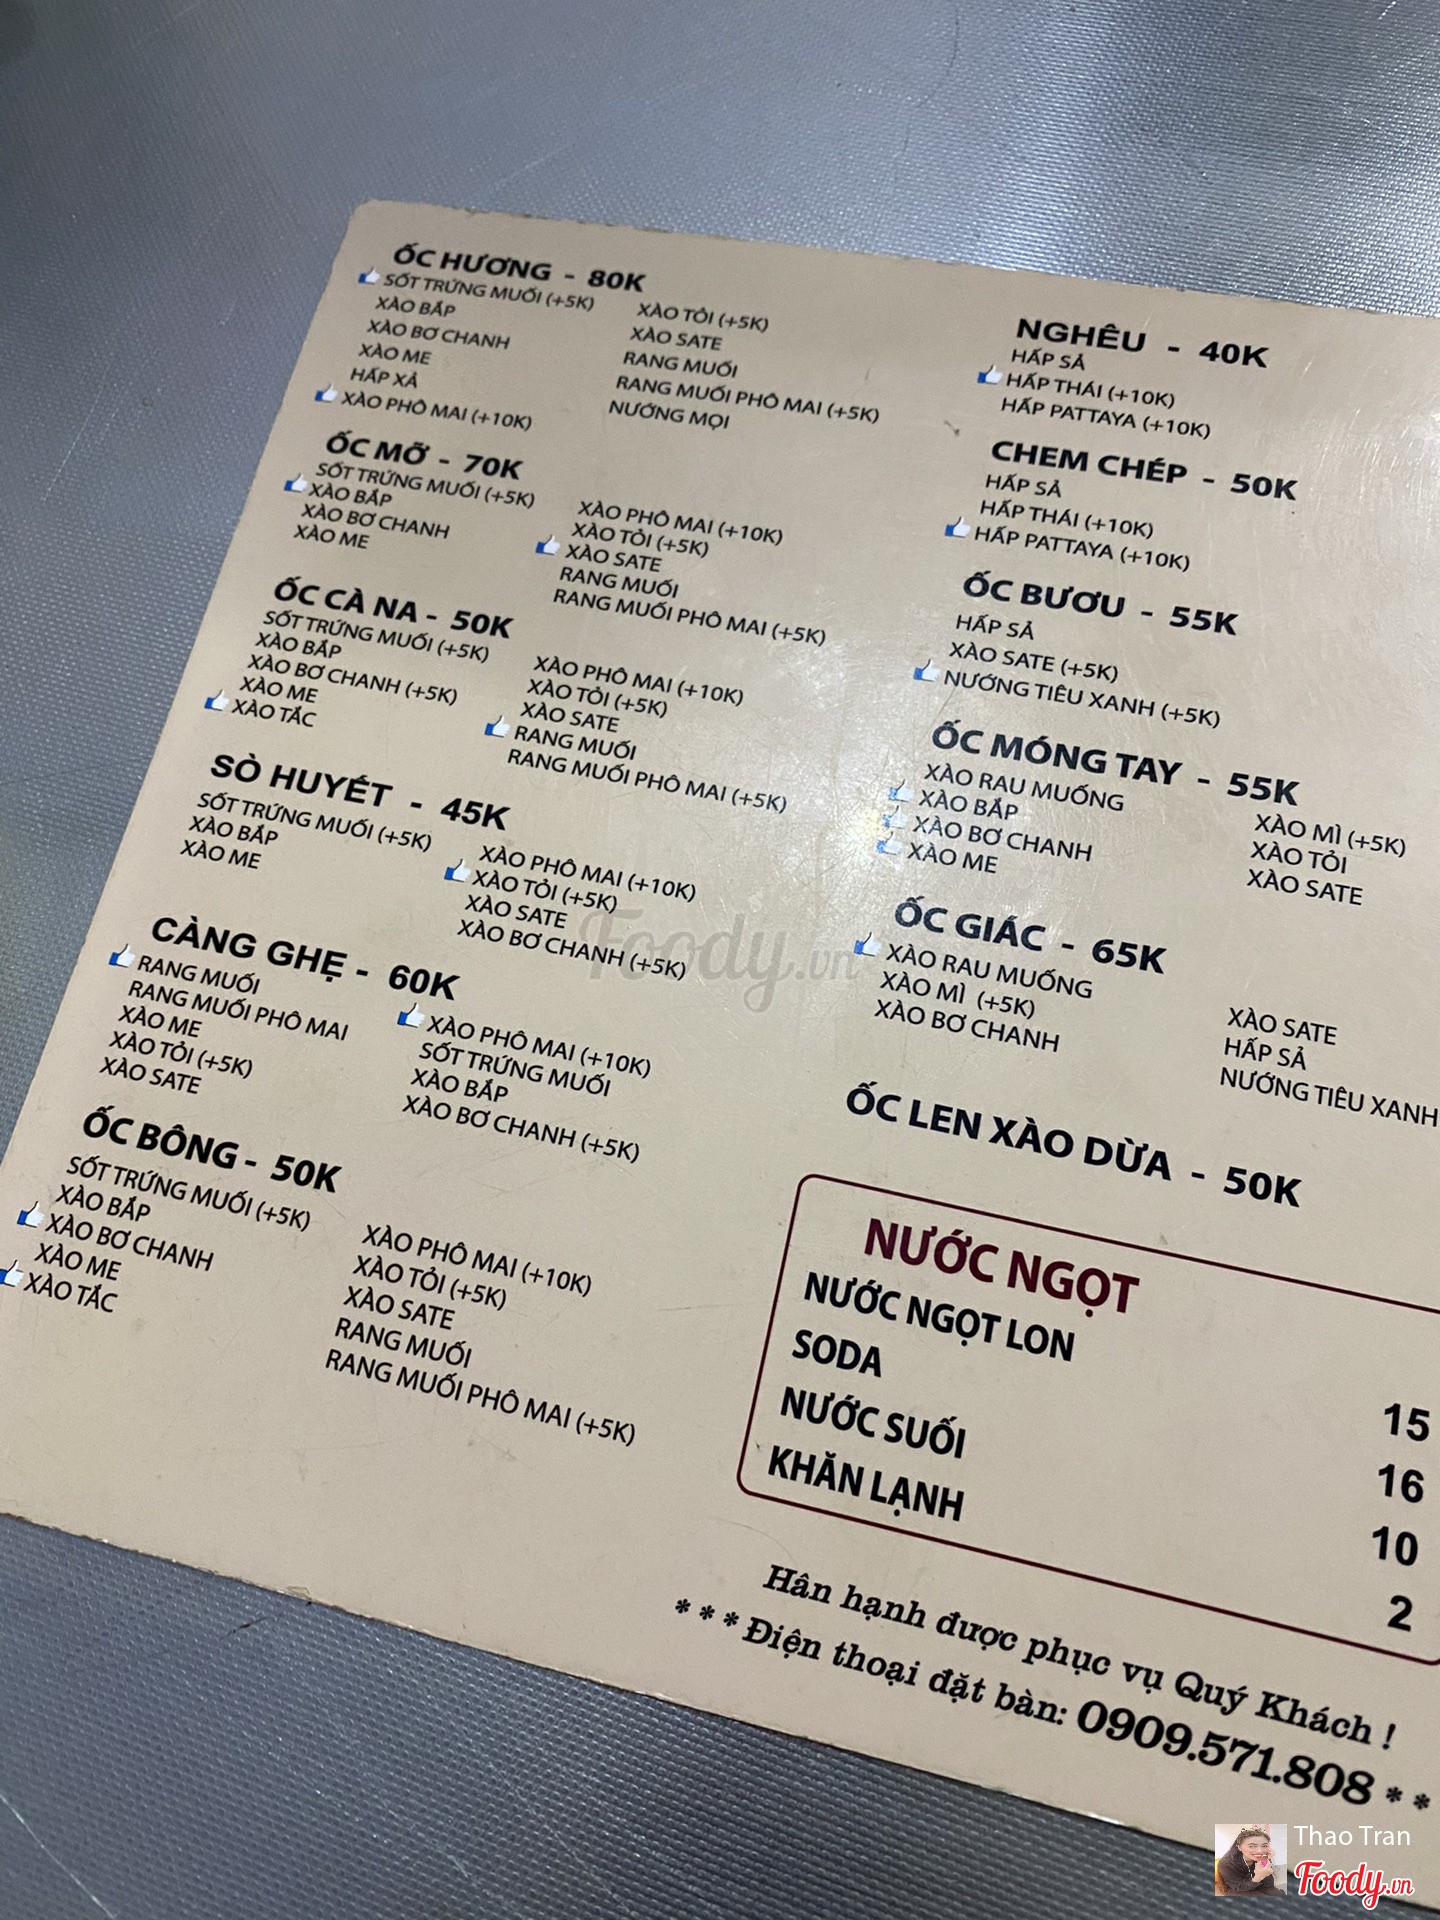 ỐC HƯƠNG - 80K
SỐT TRỨNG MUỐI (+5K)
XÀO BẮP
XÀO BƠ CHANH
XÀO ME
HẤP XẢ
XÀO PHÔ MAI (+10K)
XÀO TỎI (+5K)
XÀO SATE
RANG MUỐI
RANG MUỐI PHÔ MAI (+5K)
NƯỚNG MỌI
ỐC MỠ - 70K
SỐT TRỨNG MUỐI (+5K)
XÀO BẮP
XÀO BƠ CHANH
XÀO ME
XÀO PHÔ MAI (+10K)
XÀO TỎI (+5K)
XÀO SATE
RANG MUỐI
RANG MUỐI PHÔ MAI (+5K)
ỐC CÀ NA - 50K
SỐT TRỨNG MUỐI (+5K)
XÀO BẮP
XÀO BƠ CHANH (+5K)
XÀO ME
XÀO TẮC
XÀO PHÔ MAI (+10K)
XÀO TỎI (+5K)
XÀO SATE
RANG MUỐI
RANG MUỐI PHÔ MAI (+5K)
SÒ HUYẾT - 45K
SỐT TRỨNG MUỐI (+5K)
XÀO BẮP
XÀO ME
XÀO PHÔ MAI (+10K)
XÀO TỎI (+5K)
XÀO SATE
XÀO BƠ CHANH (+5K)
CÀNG GHẸ - 60K
RANG MUỐI
RANG MUỐI PHÔ MAI
XÀO ME
XÀO TỎI (+5K)
XÀO SATE
XÀO PHÔ MAI (+10K)
SỐT TRỨNG MUỐI
XÀO BẮP
XÀO BƠ CHANH (+5K)
ỐC BÔNG - 50K
SỐT TRỨNG MUỐI (+5K)
XÀO BẮP
XÀO BƠ CHANH
XÀO ME
XÀO TẮC
XÀO PHÔ MAI (+10K)
XÀO TỎI (+5K)
XÀO SATE
RANG MUỐI
RANG MUỐI PHÔ MAI (+5K)
NGHÊU - 40K
HẤP SẢ
HẤP THÁI (+10K)
HẤP PATTAYA (+10K)
CHEM CHÉP - 50K
HẤP SẢ
HẤP THÁI (+10K)
HẤP PATTAYA (+10K)
ỐC BƯƠU - 55K
HẤP SẢ
XÀO SATE (+5K)
NƯỚNG TIÊU XANH (+5K)
ỐC MÓNG TAY - 55K
XÀO RAU MUỐNG
XÀO BẮP
XÀO BƠ CHANH
XÀO ME
XÀO MÌ (+5K)
XÀO TỎI
XÀO SATE
ỐC GIÁC - 65K
XÀO RAU MUỐNG
XÀO MÌ (+5K)
XÀO BƠ CHANH
XÀO SATE
HẤP SẢ
NƯỚNG TIÊU XANH
ỐC LEN XÀO DỪA - 50K
NƯỚC NGỌT
NƯỚC NGỌT LON 15
SODA 16
NƯỚC SUỐI 10
KHĂN LẠNH 2
Hân hạnh được phục vụ Quý Khách !
* * * Điện thoại đặt bàn: 0909.571.808 * *
Foody.vn
Thao Tran
Foody.vn